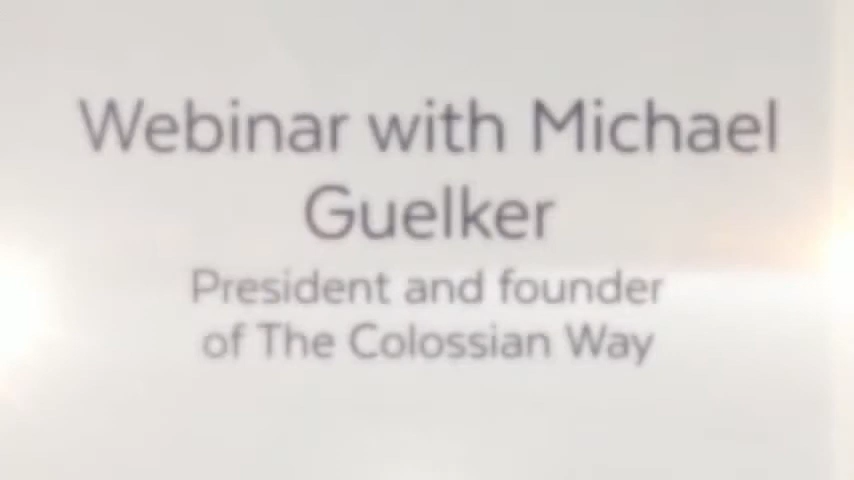 Webinar with Michael
Guelker
President and founder
of The Colossian Way